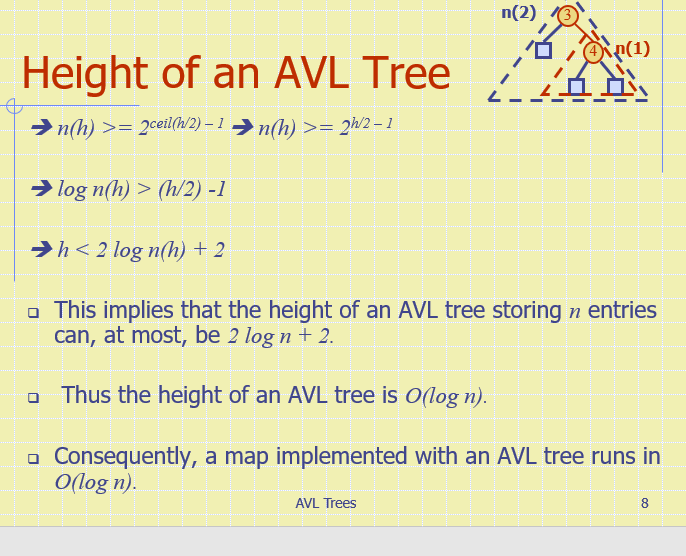 n(2)
3
4
n(1)
Height of an AVL Tree
➔ n(h) >= 2^ceil(h/2) – 1 ➔ n(h) >= 2^h/2 – 1
➔ log n(h) > (h/2) -1
➔ h < 2 log n(h) + 2
❑ This implies that the height of an AVL tree storing n entries
can, at most, be 2 log n + 2.
❑ Thus the height of an AVL tree is O(log n).
❑ Consequently, a map implemented with an AVL tree runs in
O(log n).
AVL Trees
8